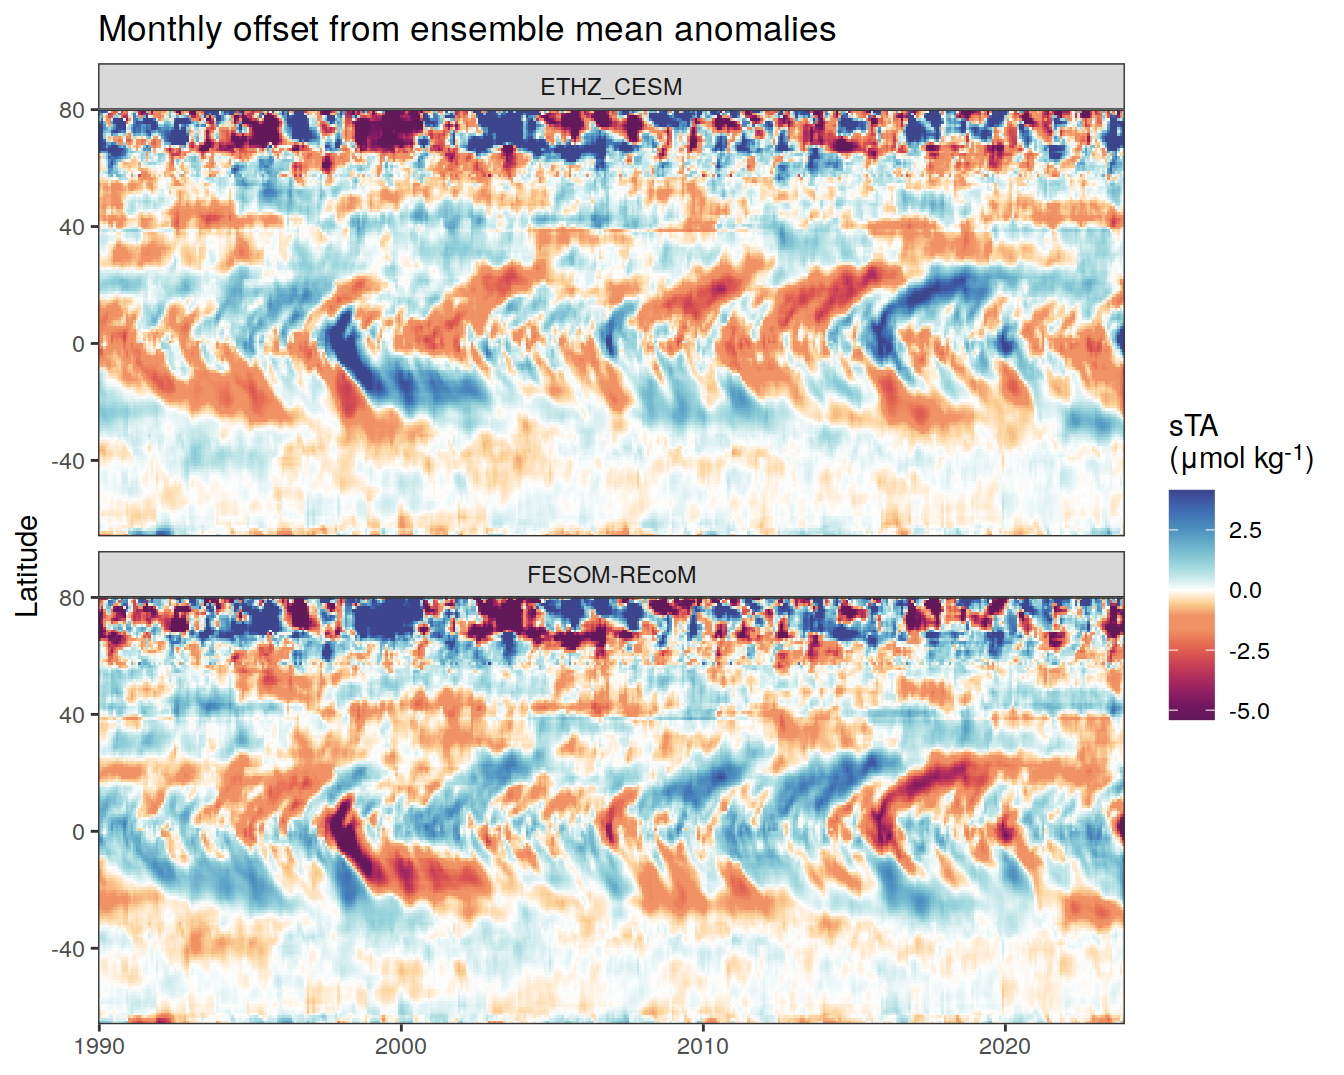 Monthly offset from ensemble mean anomalies
ETHZ_CESM
80
40
0
-40
Latitude
FESOM-REcoM
80
40
0
-40
1990 2000 2010 2020
sTA
(µmol kg⁻¹)
2.5
0.0
-2.5
-5.0